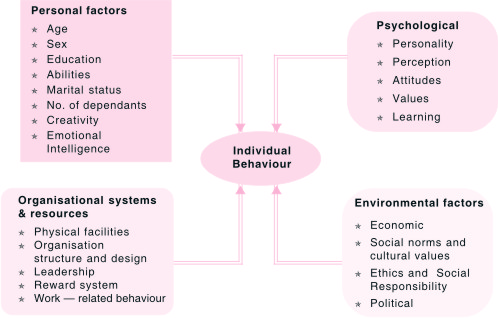 Personal factors
* Age
* Sex
* Education
* Abilities
* Marital status
* No. of dependants
* Creativity
* Emotional
Intelligence
Psychological
* Personality
* Perception
* Attitudes
* Values
* Learning
Individual
Behaviour
Organisational systems
& resources
* Physical facilities
* Organisation
structure and design
* Leadership
* Reward system
* Work — related behaviour
Environmental factors
* Economic
* Social norms and
cultural values
* Ethics and Social
Responsibility
* Political